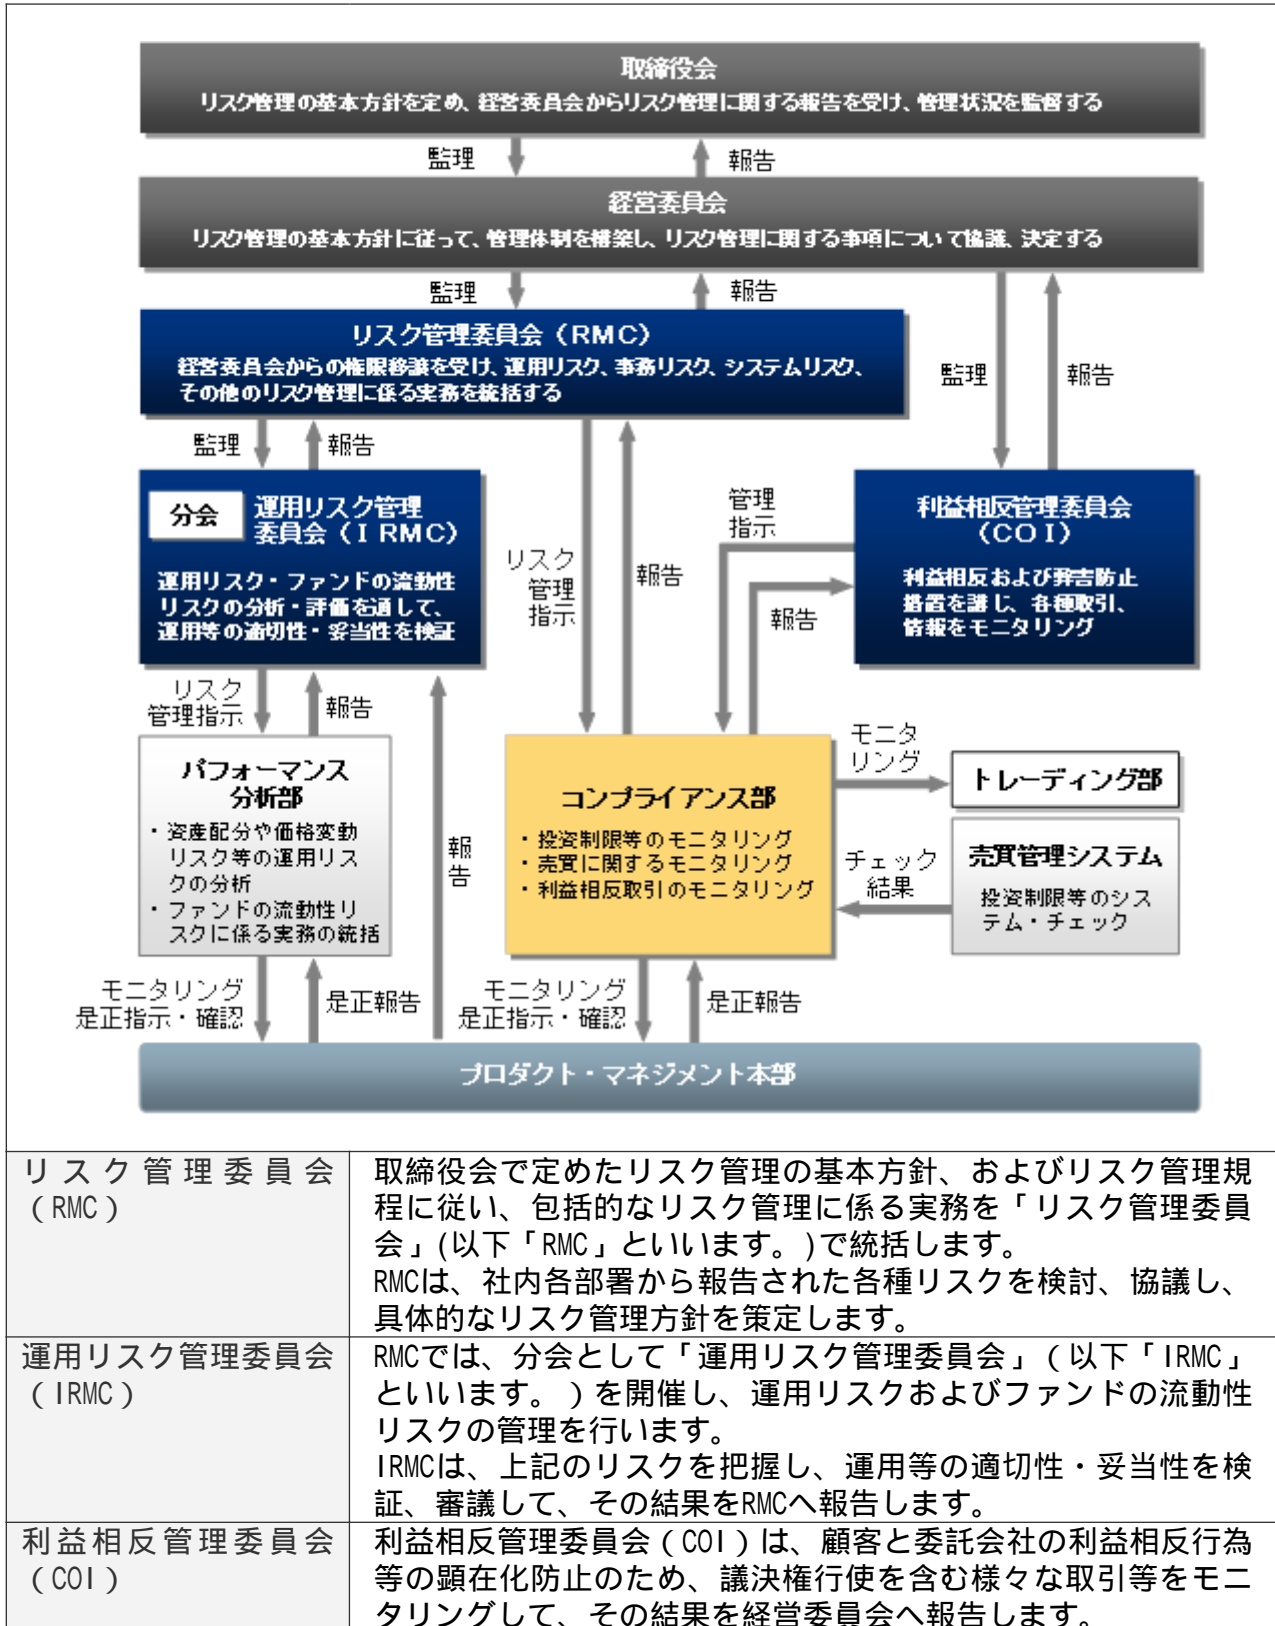 取締役会
リスク管理の基本方針を定め、経営委員会からリスク管理に関する報告を受け、管理状況を監督する
監理
報告
経営委員会
リスク管理の基本方針に従って、管理体制を構築し、リスク管理に関する事項について協議、決定する
監理
報告
リスク管理委員会（RMC）
経営委員会からの権限移譲を受け、運用リスク、事務リスク、システムリスク、
その他のリスク管理に係る実務を統括する
監理
報告
監理
報告
分会
運用リスク管理
委員会（IRMC）
運用リスク・ファンドの流動性
リスクの分析・評価を通して、
運用等の適切性・妥当性を検証
リスク
管理
指示
報告
管理
指示
報告
利益相反管理委員会
（COI）
利益相反および弊害防止
措置を講じ、各種取引、
情報をモニタリング
リスク
管理指示
報告
パフォーマンス
分析部
・資産配分や価格変動
リスク等の運用リス
クの分析
・ファンドの流動性リ
スクに係る実務の統括
報
告
コンプライアンス部
・投資制限等のモニタリング
・売買に関するモニタリング
・利益相反取引のモニタリング
モニタ
リング
トレーディング部
チェック
結果
売買管理システム
投資制限等のシス
テム・チェック
モニタリング
是正指示・確認
是正報告
モニタリング
是正指示・確認
是正報告
プロダクト・マネジメント本部
リスク管理委員会
（RMC）
取締役会で定めたリスク管理の基本方針、およびリスク管理規
程に従い、包括的なリスク管理に係る実務を「リスク管理委員
会」(以下「RMC」といいます。)で統括します。
RMCは、社内各部署から報告された各種リスクを検討、協議し、
具体的なリスク管理方針を策定します。
運用リスク管理委員会
（IRMC）
RMCでは、分会として「運用リスク管理委員会」（以下「IRMC」
といいます。）を開催し、運用リスクおよびファンドの流動性
リスクの管理を行います。
IRMCは、上記のリスクを把握し、運用等の適切性・妥当性を検
証、審議して、その結果をRMCへ報告します。
利益相反管理委員会
（COI）
利益相反管理委員会（COI）は、顧客と委託会社の利益相反行為
等の顕在化防止のため、議決権行使を含む様々な取引等をモニ
タリングして、その結果を経営委員会へ報告します。